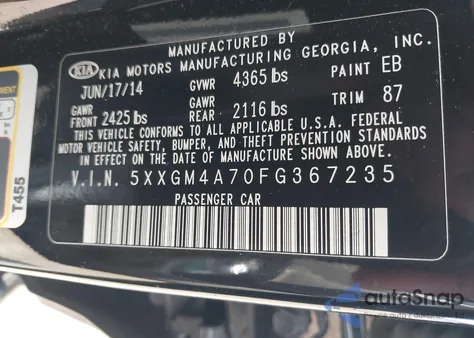 MANUFACTURED BY
KIA KIA MOTORS MANUFACTURING GEORGIA, INC.
JUN/17/14 GVWR 4365 lbs PAINT EB
GAWR FRONT 2425 lbs GAWR REAR 2116 lbs TRIM 87
THIS VEHICLE CONFORMS TO ALL APPLICABLE U.S.A. FEDERAL
MOTOR VEHICLE SAFETY, BUMPER, AND THEFT PREVENTION
STANDARDS IN EFFECT ON THE DATE OF MANUFACTURE SHOWN ABOVE.
V.I.N. 5XXGM4A70FG367235
PASSENGER CAR
T455
autoSnap